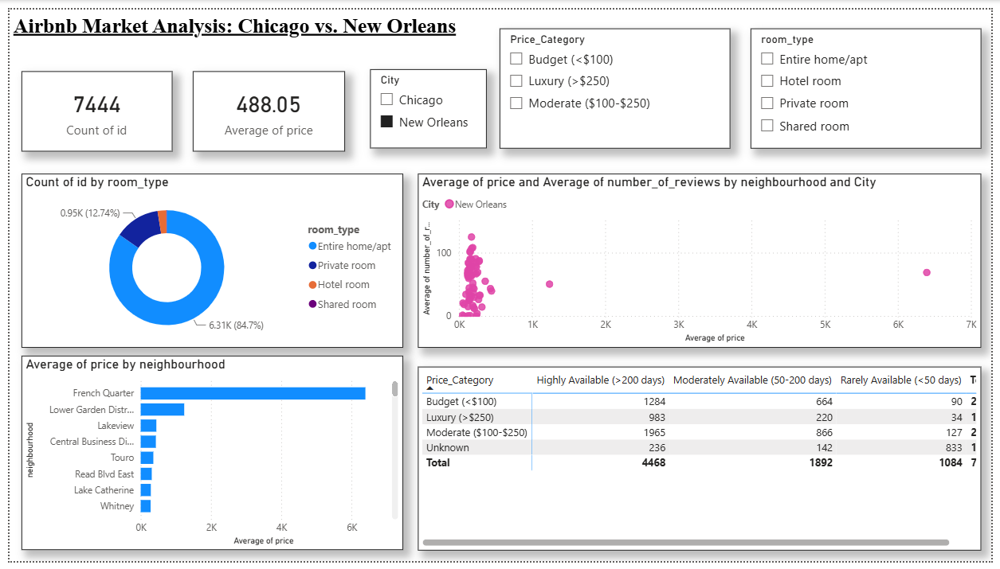 Airbnb Market Analysis: Chicago vs. New Orleans
7444
Count of id
488.05
Average of price
City
Chicago
New Orleans
Price_Category
Budget (<$100)
Luxury (>$250)
Moderate ($100-$250)
room_type
Entire home/apt
Hotel room
Private room
Shared room
Count of id by room_type
0.95K (12.74%)
6.31K (84.7%)
room_type
Entire home/apt
Private room
Hotel room
Shared room
Average of price and Average of number_of_reviews by neighbourhood and City
City New Orleans
Average of number_of_r...
100
0
0K 1K 2K 3K 4K 5K 6K 7K
Average of price
Average of price by neighbourhood
neighbourhood
French Quarter
Lower Garden Distr...
Lakeview
Central Business Di...
Touro
Read Blvd East
Lake Catherine
Whitney
0K 2K 4K 6K
Average of price
Price_Category Highly Available (>200 days) Moderately Available (50-200 days) Rarely Available (<50 days) T
Budget (<$100) 1284 664 90 2
Luxury (>$250) 983 220 34 1
Moderate ($100-$250) 1965 866 127 2
Unknown 236 142 833 1
Total 4468 1892 1084 7